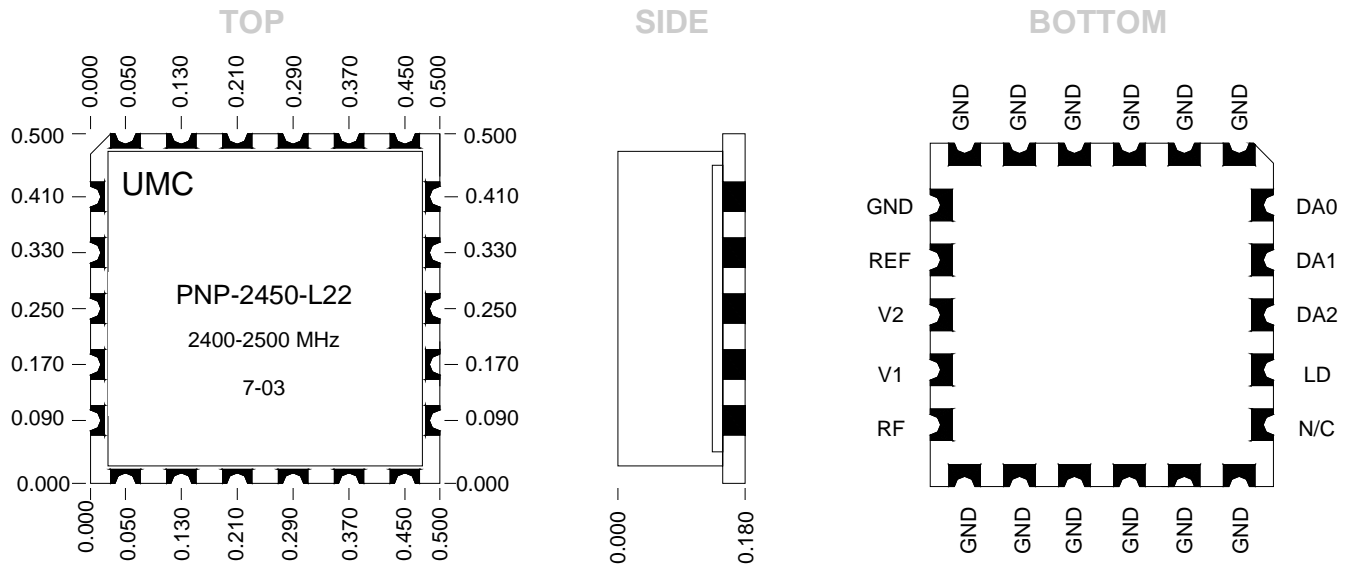 TOP
0.000
0.050
0.130
0.210
0.290
0.370
0.450
0.500
0.500
0.410
0.330
0.250
0.170
0.090
0.000
UMC
PNP-2450-L22
2400-2500 MHz
7-03
0.500
0.410
0.330
0.250
0.170
0.090
0.000
0.000
0.050
0.130
0.210
0.290
0.370
0.450
0.500
SIDE
0.000
0.180
BOTTOM
GND
GND
GND
GND
GND
GND
GND
REF
V2
V1
RF
DA0
DA1
DA2
LD
N/C
GND
GND
GND
GND
GND
GND